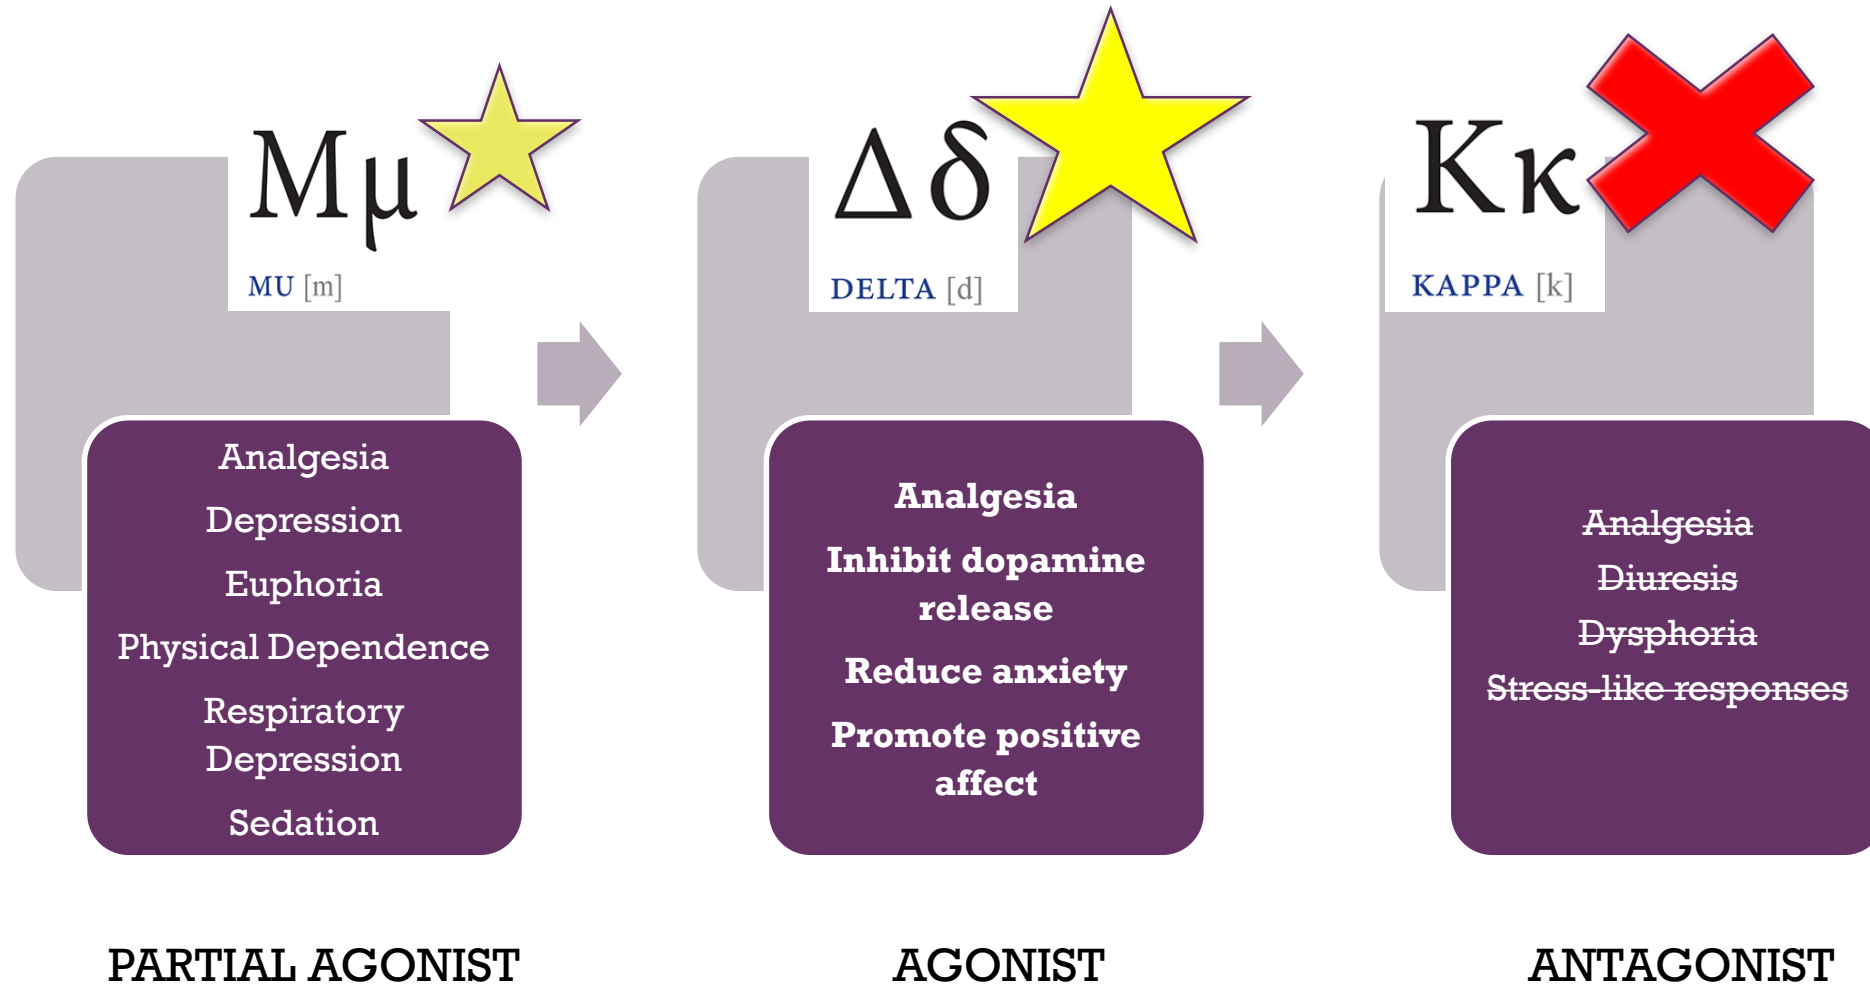 Μμ
MU [m]
Analgesia
Depression
Euphoria
Physical Dependence
Respiratory
Depression
Sedation
PARTIAL AGONIST
Δδ
DELTA [d]
Analgesia
Inhibit dopamine
release
Reduce anxiety
Promote positive
affect
AGONIST
Κκ
KAPPA [k]
Analgesia
Diuresis
Dysphoria
Stress-like responses
ANTAGONIST